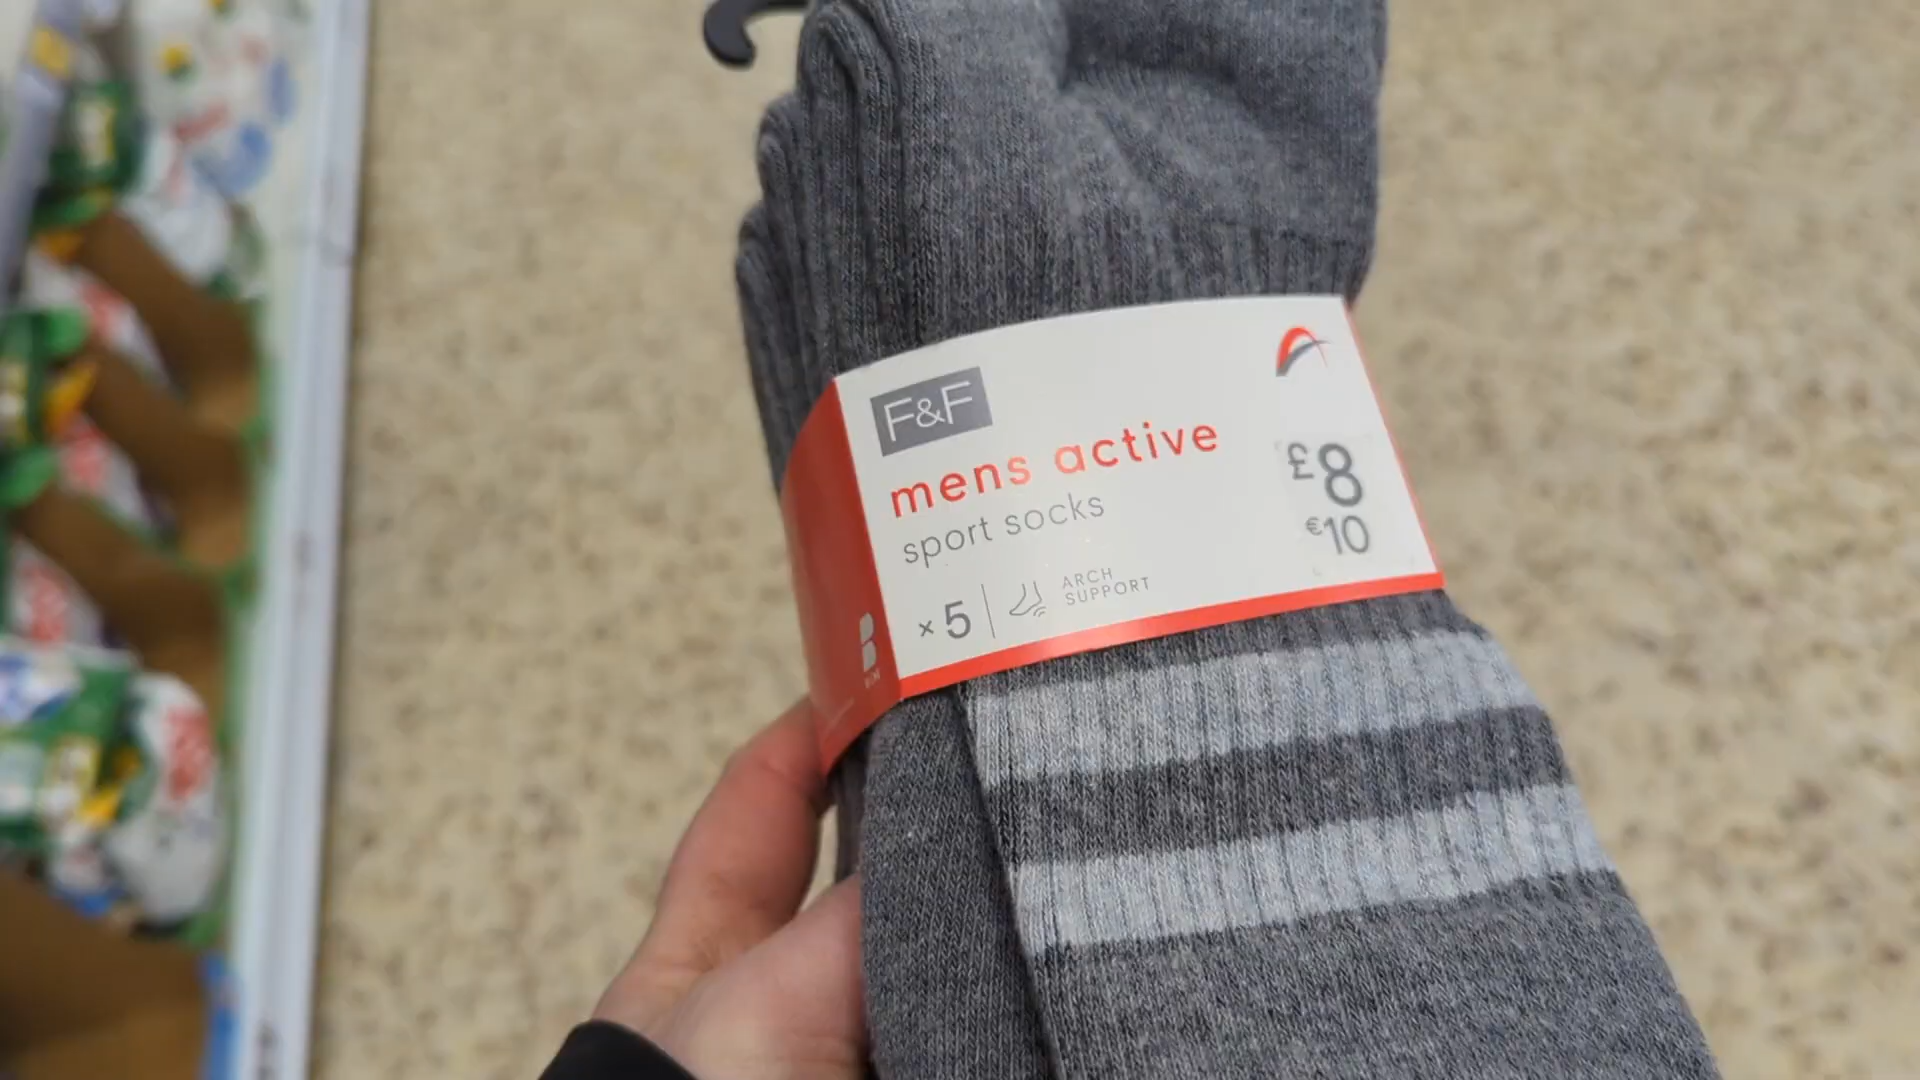 F&F
mens active
sport socks
× 5
ARCH
SUPPORT
£8
€10